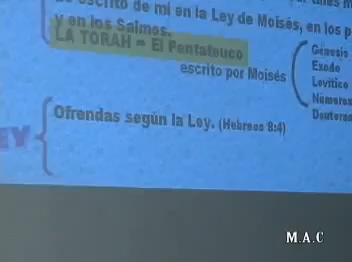 escrito de mi en la Ley de Moisés, en los
y en los Salmos.
LA TORAH = El Pentateuco
escrito por Moisés
Génesis
Exodo
Levítico
Números
Ofrendas según la Ley. (Hebreos 8:4)
M.A.C